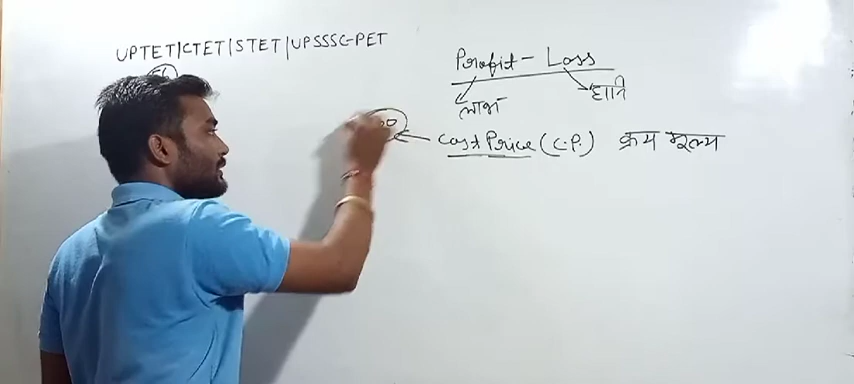 UPTET|CTET|STET|UPSSSC-PET
Profit - Loss
लाभ हानि
Cost Price (C.P.) क्रय मूल्य